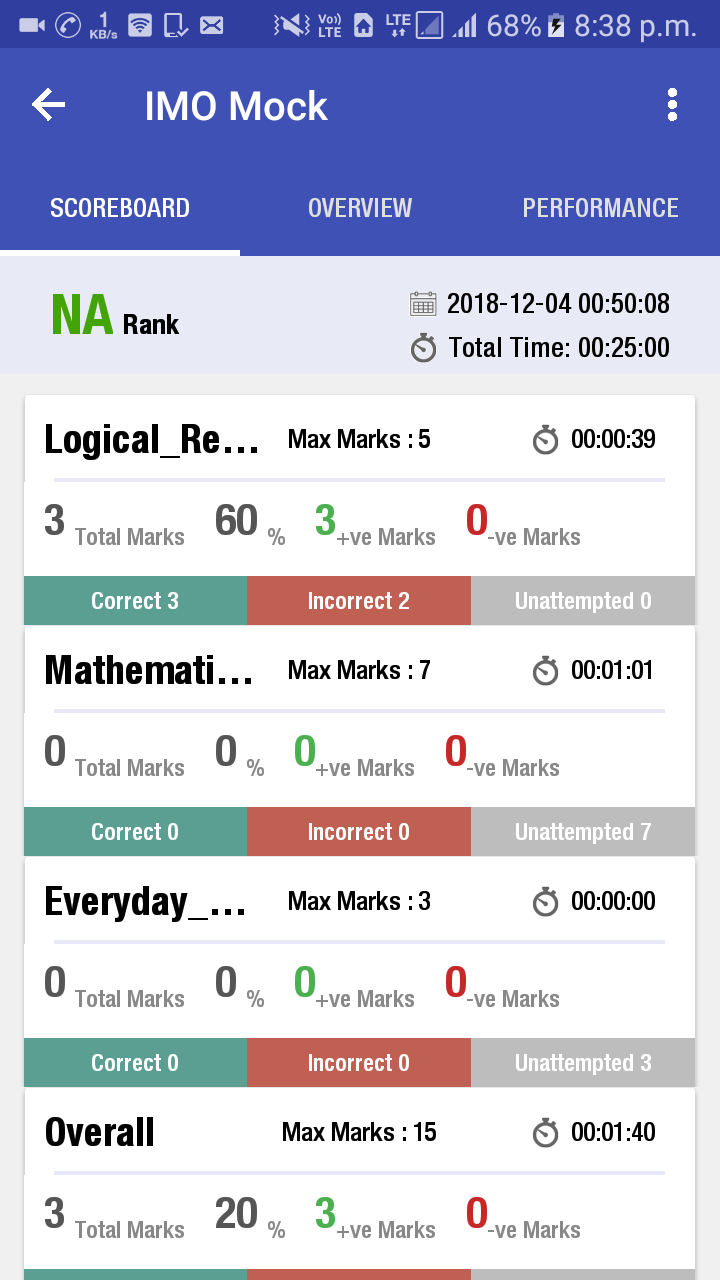 1 KB/s Vo)) LTE LTE 68% 8:38 p.m.
IMO Mock
SCOREBOARD OVERVIEW PERFORMANCE
NA Rank 2018-12-04 00:50:08
Total Time: 00:25:00
Logical_Re... Max Marks : 5 00:00:39
3 Total Marks 60 % 3 +ve Marks 0 -ve Marks
Correct 3 Incorrect 2 Unattempted 0
Mathemati... Max Marks : 7 00:01:01
0 Total Marks 0 % 0 +ve Marks 0 -ve Marks
Correct 0 Incorrect 0 Unattempted 7
Everyday_... Max Marks : 3 00:00:00
0 Total Marks 0 % 0 +ve Marks 0 -ve Marks
Correct 0 Incorrect 0 Unattempted 3
Overall Max Marks : 15 00:01:40
3 Total Marks 20 % 3 +ve Marks 0 -ve Marks